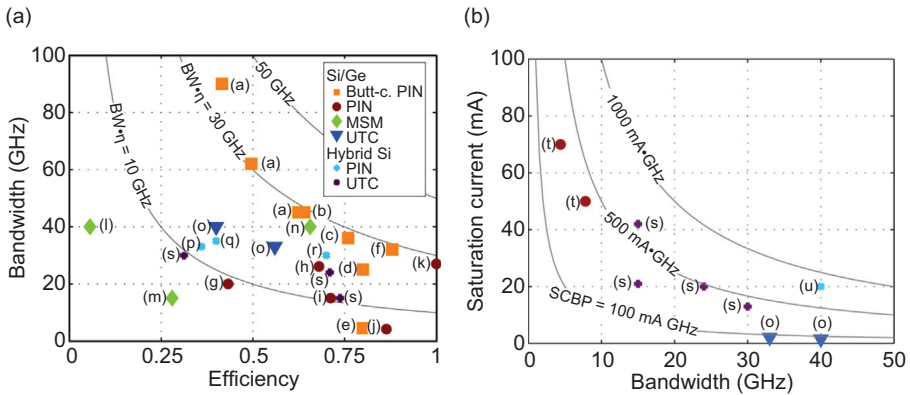 (a)
Bandwidth (GHz)
100
80
60
40
20
0
0
0.25
0.5
0.75
1
Efficiency
BW•η = 10 GHz
BW•η = 30 GHz
50 GHz
Si/Ge
Butt-c. PIN
PIN
MSM
UTC
Hybrid Si
PIN
UTC
(a)
(a)
(a)
(b)
(l)
(o)
(n)
(c)
(p)
(q)
(o)
(f)
(s)
(r)
(h)
(s)
(d)
(k)
(m)
(g)
(i)
(s)
(e)
(j)
(b)
Saturation current (mA)
100
80
60
40
20
0
0
10
20
30
40
50
Bandwidth (GHz)
1000 mA•GHz
500 mA•GHz
SCBP = 100 mA GHz
(t)
(t)
(s)
(s)
(s)
(s)
(u)
(o)
(o)